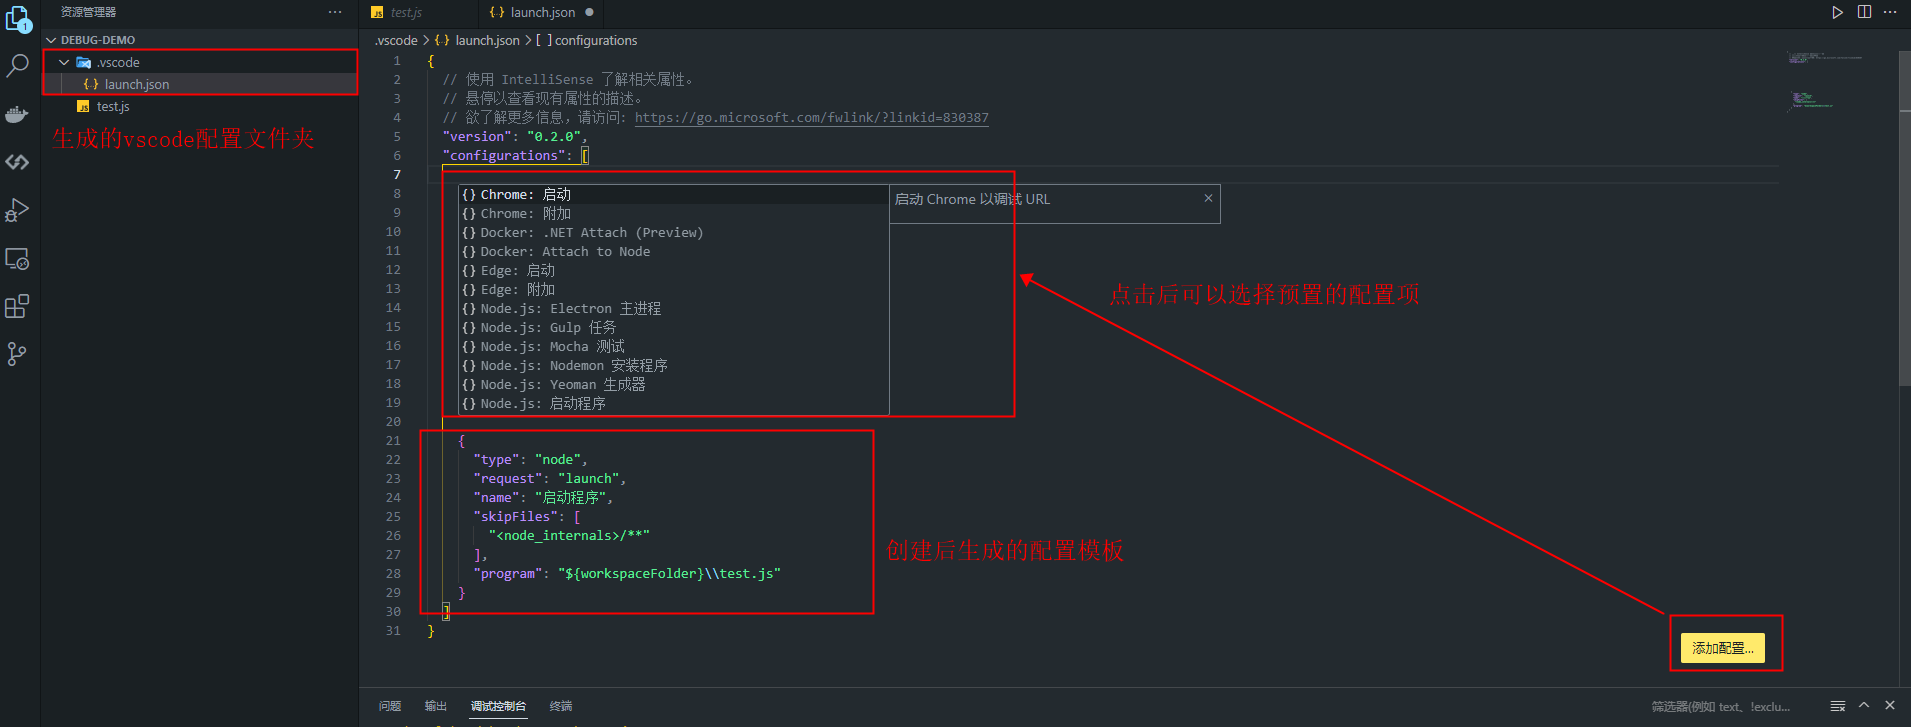 资源管理器
DEBUG-DEMO
.vscode
{} launch.json
JS test.js
生成的vscode配置文件夹
1
JS test.js
{} launch.json
.vscode > {} launch.json > [ ] configurations
1 {
2 // 使用 IntelliSense 了解相关属性。
3 // 悬停以查看现有属性的描述。
4 // 欲了解更多信息，请访问: https://go.microsoft.com/fwlink/?linkid=830387
5 "version": "0.2.0",
6 "configurations": [
7
8 {} Chrome: 启动
启动 Chrome 以调试 URL
9 {} Chrome: 附加
10 {} Docker: .NET Attach (Preview)
11 {} Docker: Attach to Node
12 {} Edge: 启动
13 {} Edge: 附加
点击后可以选择预置的配置项
14 {} Node.js: Electron 主进程
15 {} Node.js: Gulp 任务
16 {} Node.js: Mocha 测试
17 {} Node.js: Nodemon 安装程序
18 {} Node.js: Yeoman 生成器
19 {} Node.js: 启动程序
20
21 {
22 "type": "node",
23 "request": "launch",
24 "name": "启动程序",
25 "skipFiles": [
26 "<node_internals>/**"
27 ],
创建后生成的配置模板
28 "program": "${workspaceFolder}\\test.js"
29 }
30 ]
31 }
添加配置...
问题 输出 调试控制台 终端
筛选器(例如 text、!exclu...